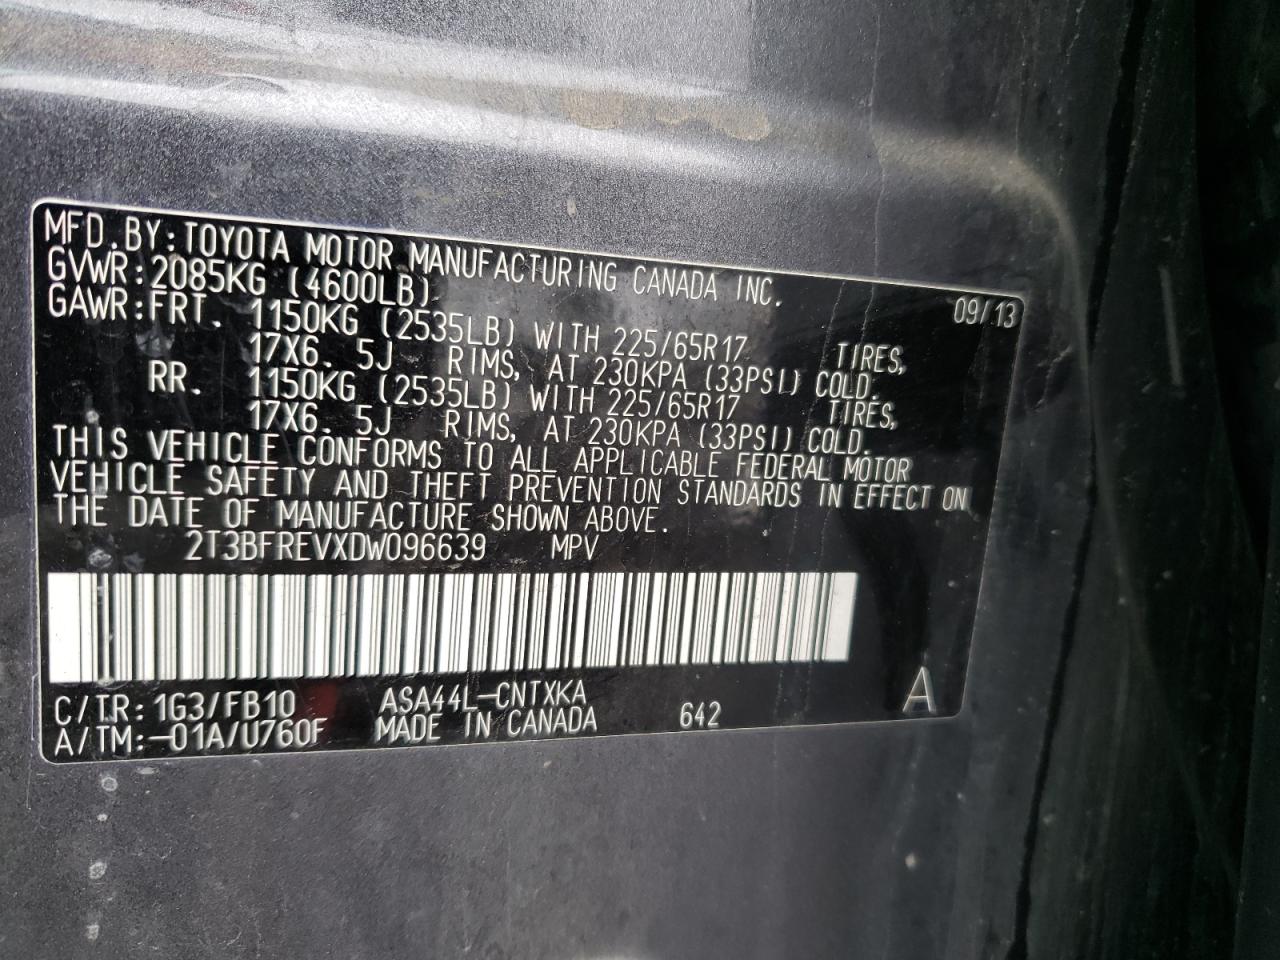 MFD.BY:TOYOTA MOTOR MANUFACTURING CANADA INC.
GVWR:2085KG (4600LB) 09/13
GAWR:FRT. 1150KG (2535LB) WITH 225/65R17 TIRES,
17X6.5J RIMS, AT 230KPA (33PSI) COLD.
RR. 1150KG (2535LB) WITH 225/65R17 TIRES,
17X6.5J RIMS, AT 230KPA (33PSI) COLD.
THIS VEHICLE CONFORMS TO ALL APPLICABLE FEDERAL MOTOR
VEHICLE SAFETY AND THEFT PREVENTION STANDARDS IN EFFECT ON
THE DATE OF MANUFACTURE SHOWN ABOVE.
2T3BFREVXDW096639 MPV
C/TR:1G3/FB10 ASA44L-CNTXKA A
A/TM:-01A/U760F MADE IN CANADA 642